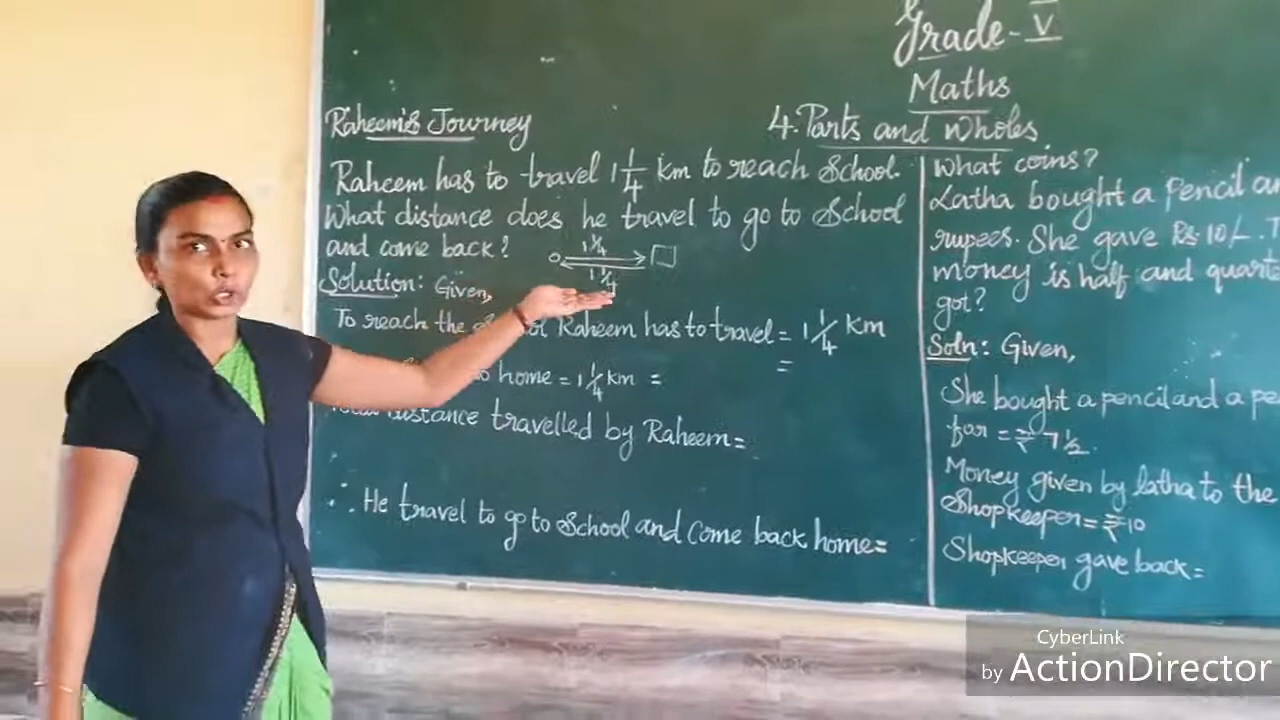 Grade-V
Maths
4. Parts and Wholes
Raheem's Journey
Raheem has to travel 1 1/4 km to reach School.
What distance does he travel to go to School
and come back?
1 1/4
1 1/4
Solution: Given,
To reach the Raheem has to travel = 1 1/4 km
=
to home = 1 1/4 km =
distance travelled by Raheem=
∴ He travel to go to School and come back home=
What coins?
Latha bought a Pencil
rupees. She gave Rs. 10/-.
money is half and
got?
Soln: Given,
She bought a pencil and a
for = ₹ 7 1/2.
Money given by latha to the
Shopkeeper = ₹10
Shopkeeper gave back=
CyberLink
by ActionDirector